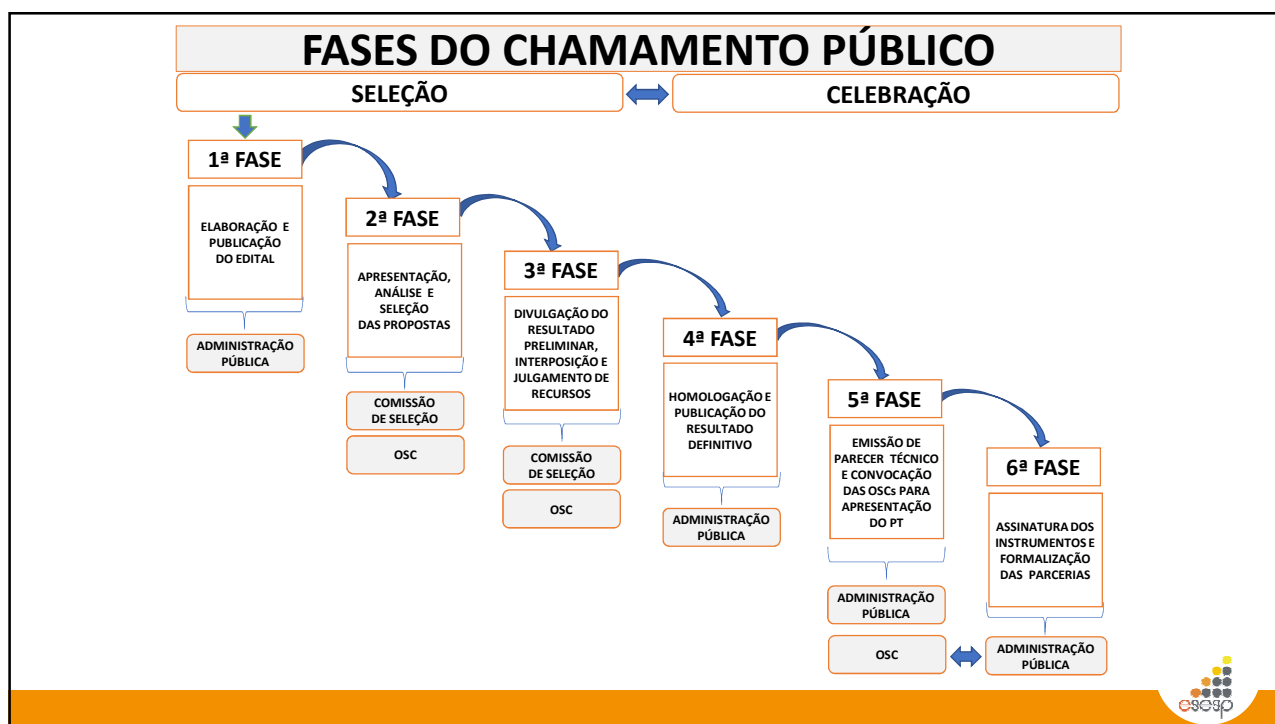 FASES DO CHAMAMENTO PÚBLICO
SELEÇÃO
CELEBRAÇÃO
1ª FASE
ELABORAÇÃO E
PUBLICAÇÃO
DO EDITAL
ADMINISTRAÇÃO
PÚBLICA
2ª FASE
APRESENTAÇÃO,
ANÁLISE E
SELEÇÃO
DAS PROPOSTAS
COMISSÃO
DE SELEÇÃO
OSC
3ª FASE
DIVULGAÇÃO DO
RESULTADO
PRELIMINAR,
INTERPOSIÇÃO E
JULGAMENTO DE
RECURSOS
COMISSÃO
DE SELEÇÃO
OSC
4ª FASE
HOMOLOGAÇÃO E
PUBLICAÇÃO DO
RESULTADO
DEFINITIVO
ADMINISTRAÇÃO
PÚBLICA
5ª FASE
EMISSÃO DE
PARECER TÉCNICO
E CONVOCAÇÃO
DAS OSCs PARA
APRESENTAÇÃO
DO PT
ADMINISTRAÇÃO
PÚBLICA
OSC
6ª FASE
ASSINATURA DOS
INSTRUMENTOS E
FORMALIZAÇÃO
DAS PARCERIAS
ADMINISTRAÇÃO
PÚBLICA
esesp